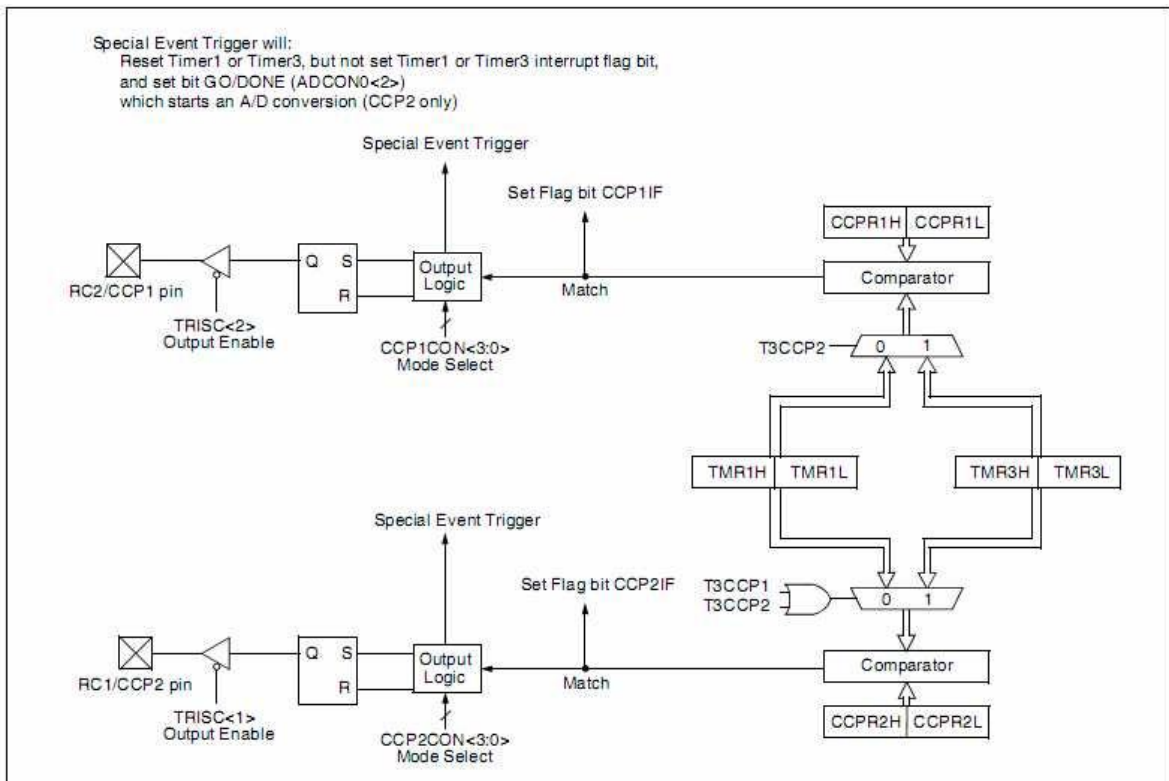 Special Event Trigger will:
Reset Timer1 or Timer3, but not set Timer1 or Timer3 interrupt flag bit,
and set bit GO/DONE (ADCON0<2>)
which starts an A/D conversion (CCP2 only)
Special Event Trigger
Set Flag bit CCP1IF
CCPR1H CCPR1L
Q S
R
Output
Logic
Comparator
RC2/CCP1 pin
Match
TRISC<2>
Output Enable
CCP1CON<3:0>
Mode Select
T3CCP2
0 1
TMR1H TMR1L
TMR3H TMR3L
Special Event Trigger
Set Flag bit CCP2IF
T3CCP1
T3CCP2
0 1
Q S
R
Output
Logic
Comparator
RC1/CCP2 pin
Match
TRISC<1>
Output Enable
CCP2CON<3:0>
Mode Select
CCPR2H CCPR2L